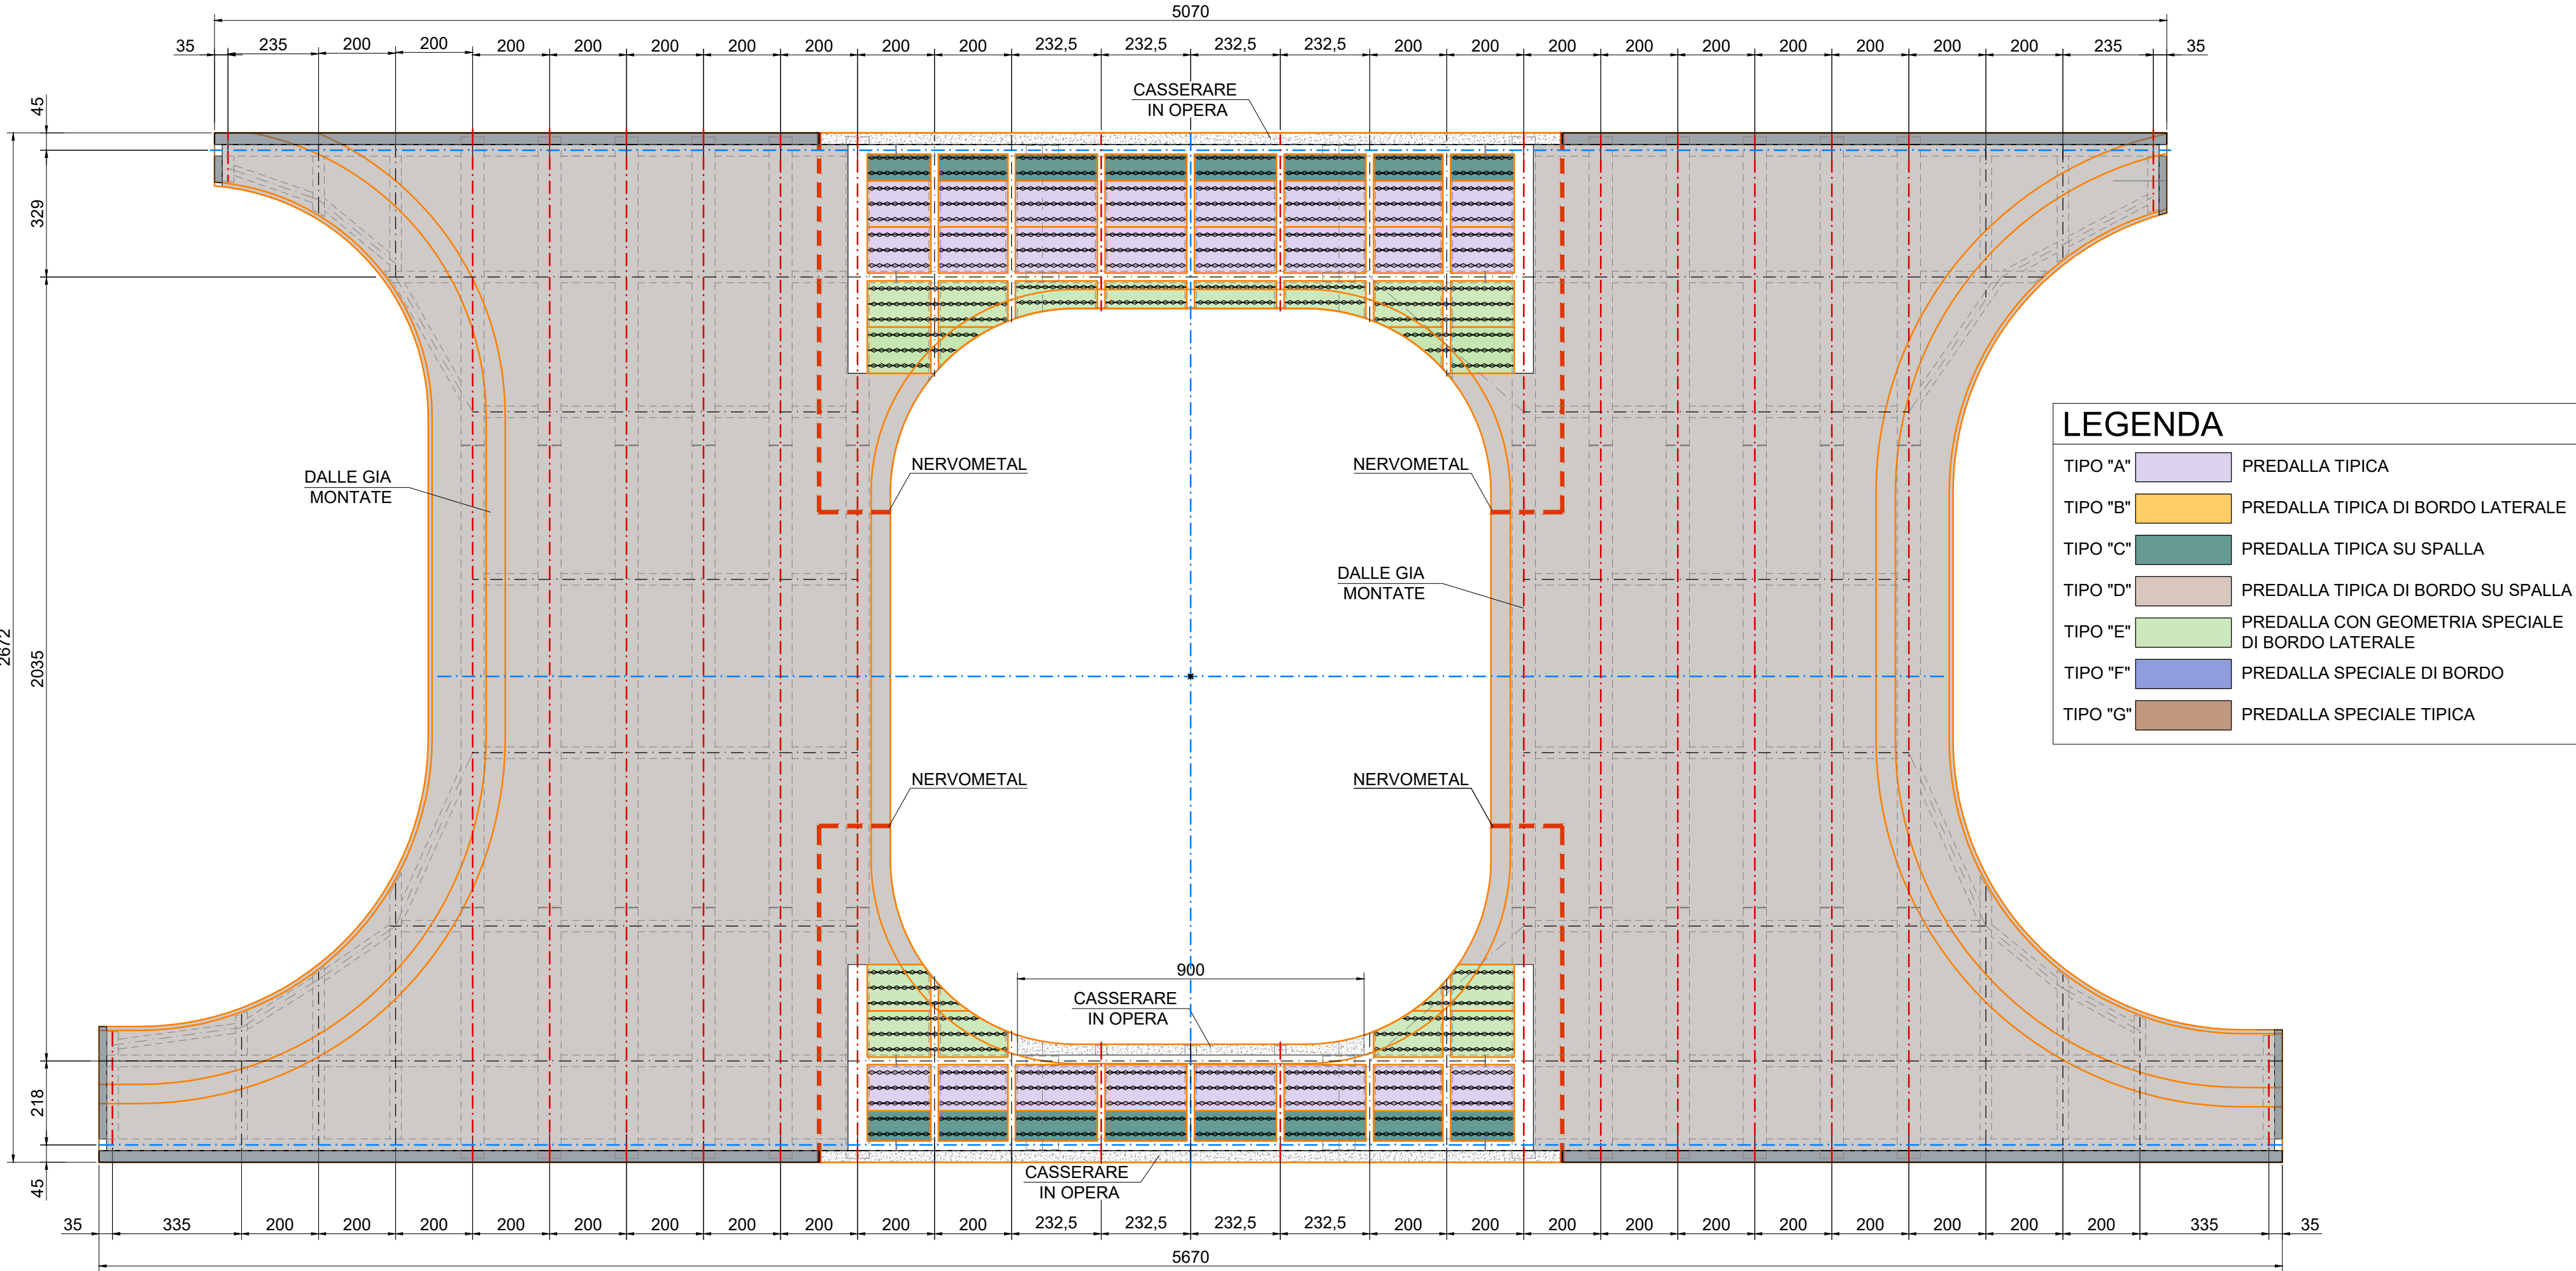 5070
35 235 200 200 200 200 200 200 200 200 200 232,5 232,5 232,5 232,5 200 200 200 200 200 200 200 200 200 235 35
CASSERARE
IN OPERA
45
329
2672
2035
218
45
DALLE GIA
MONTATE
NERVOMETAL
NERVOMETAL
DALLE GIA
MONTATE
NERVOMETAL
NERVOMETAL
900
CASSERARE
IN OPERA
CASSERARE
IN OPERA
LEGENDA
TIPO "A" PREDALLA TIPICA
TIPO "B" PREDALLA TIPICA DI BORDO LATERALE
TIPO "C" PREDALLA TIPICA SU SPALLA
TIPO "D" PREDALLA TIPICA DI BORDO SU SPALLA
TIPO "E" PREDALLA CON GEOMETRIA SPECIALE
DI BORDO LATERALE
TIPO "F" PREDALLA SPECIALE DI BORDO
TIPO "G" PREDALLA SPECIALE TIPICA
35 335 200 200 200 200 200 200 200 200 200 200 232,5 232,5 232,5 232,5 200 200 200 200 200 200 200 200 200 200 335 35
5670